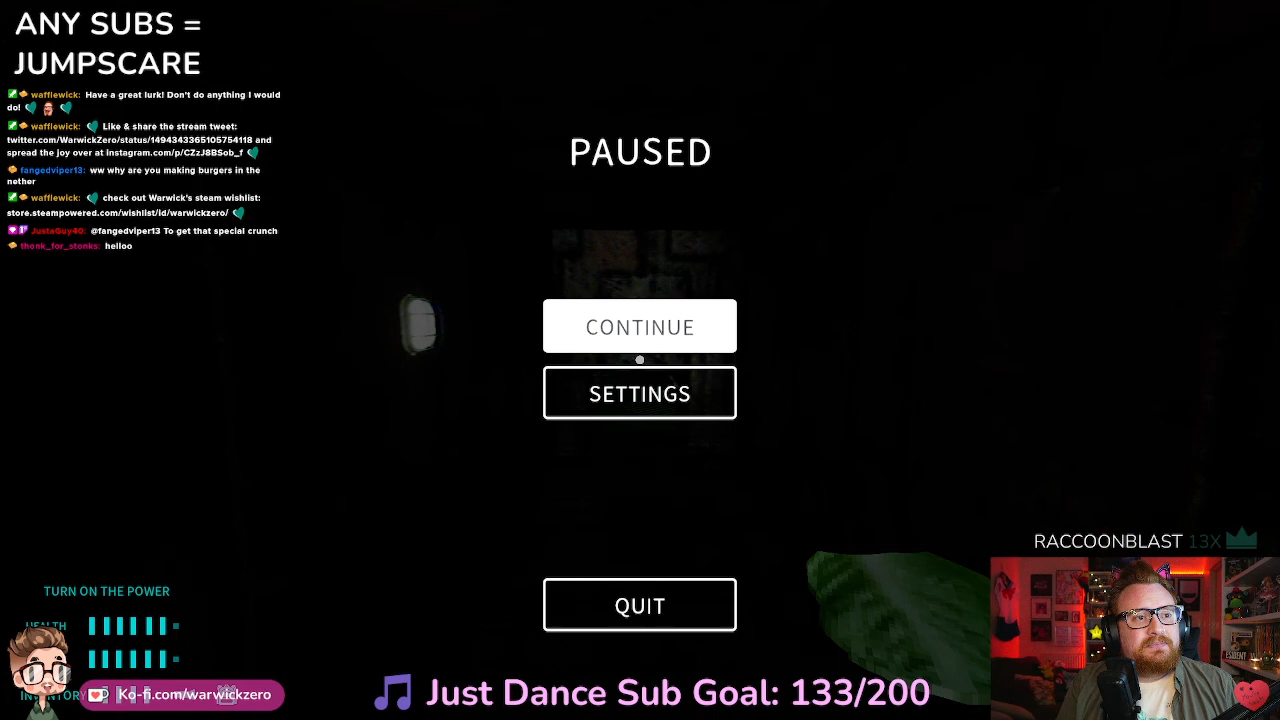 ANY SUBS =
JUMPSCARE
wafflewick: Have a great lurk! Don't do anything I would
do!
wafflewick: Like & share the stream tweet:
twitter.com/WarwickZero/status/1494343365105754118 and
spread the joy over at Instagram.com/p/CZzJ8BSob_f
fangedviper13: ww why are you making burgers in the
nether
wafflewick: check out Warwick's steam wishlist:
store.steampowered.com/wishlist/id/warwickzero/
JustaGuy40: @fangedviper13 To get that special crunch
thonk_for_stonks: helloo
PAUSED
CONTINUE
SETTINGS
QUIT
RACCOONBLAST 13X
TURN ON THE POWER
HEALTH
INVENTORY
Ko-fi.com/warwickzero
Just Dance Sub Goal: 133/200